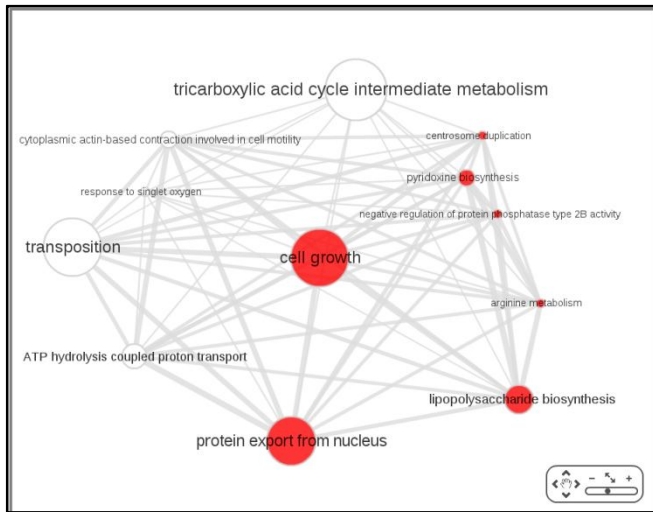 tricarboxylic acid cycle intermediate metabolism
cytoplasmic actin-based contraction involved in cell motility
centrosome duplication
pyridoxine biosynthesis
response to singlet oxygen
negative regulation of protein phosphatase type 2B activity
transposition
cell growth
arginine metabolism
ATP hydrolysis coupled proton transport
lipopolysaccharide biosynthesis
protein export from nucleus